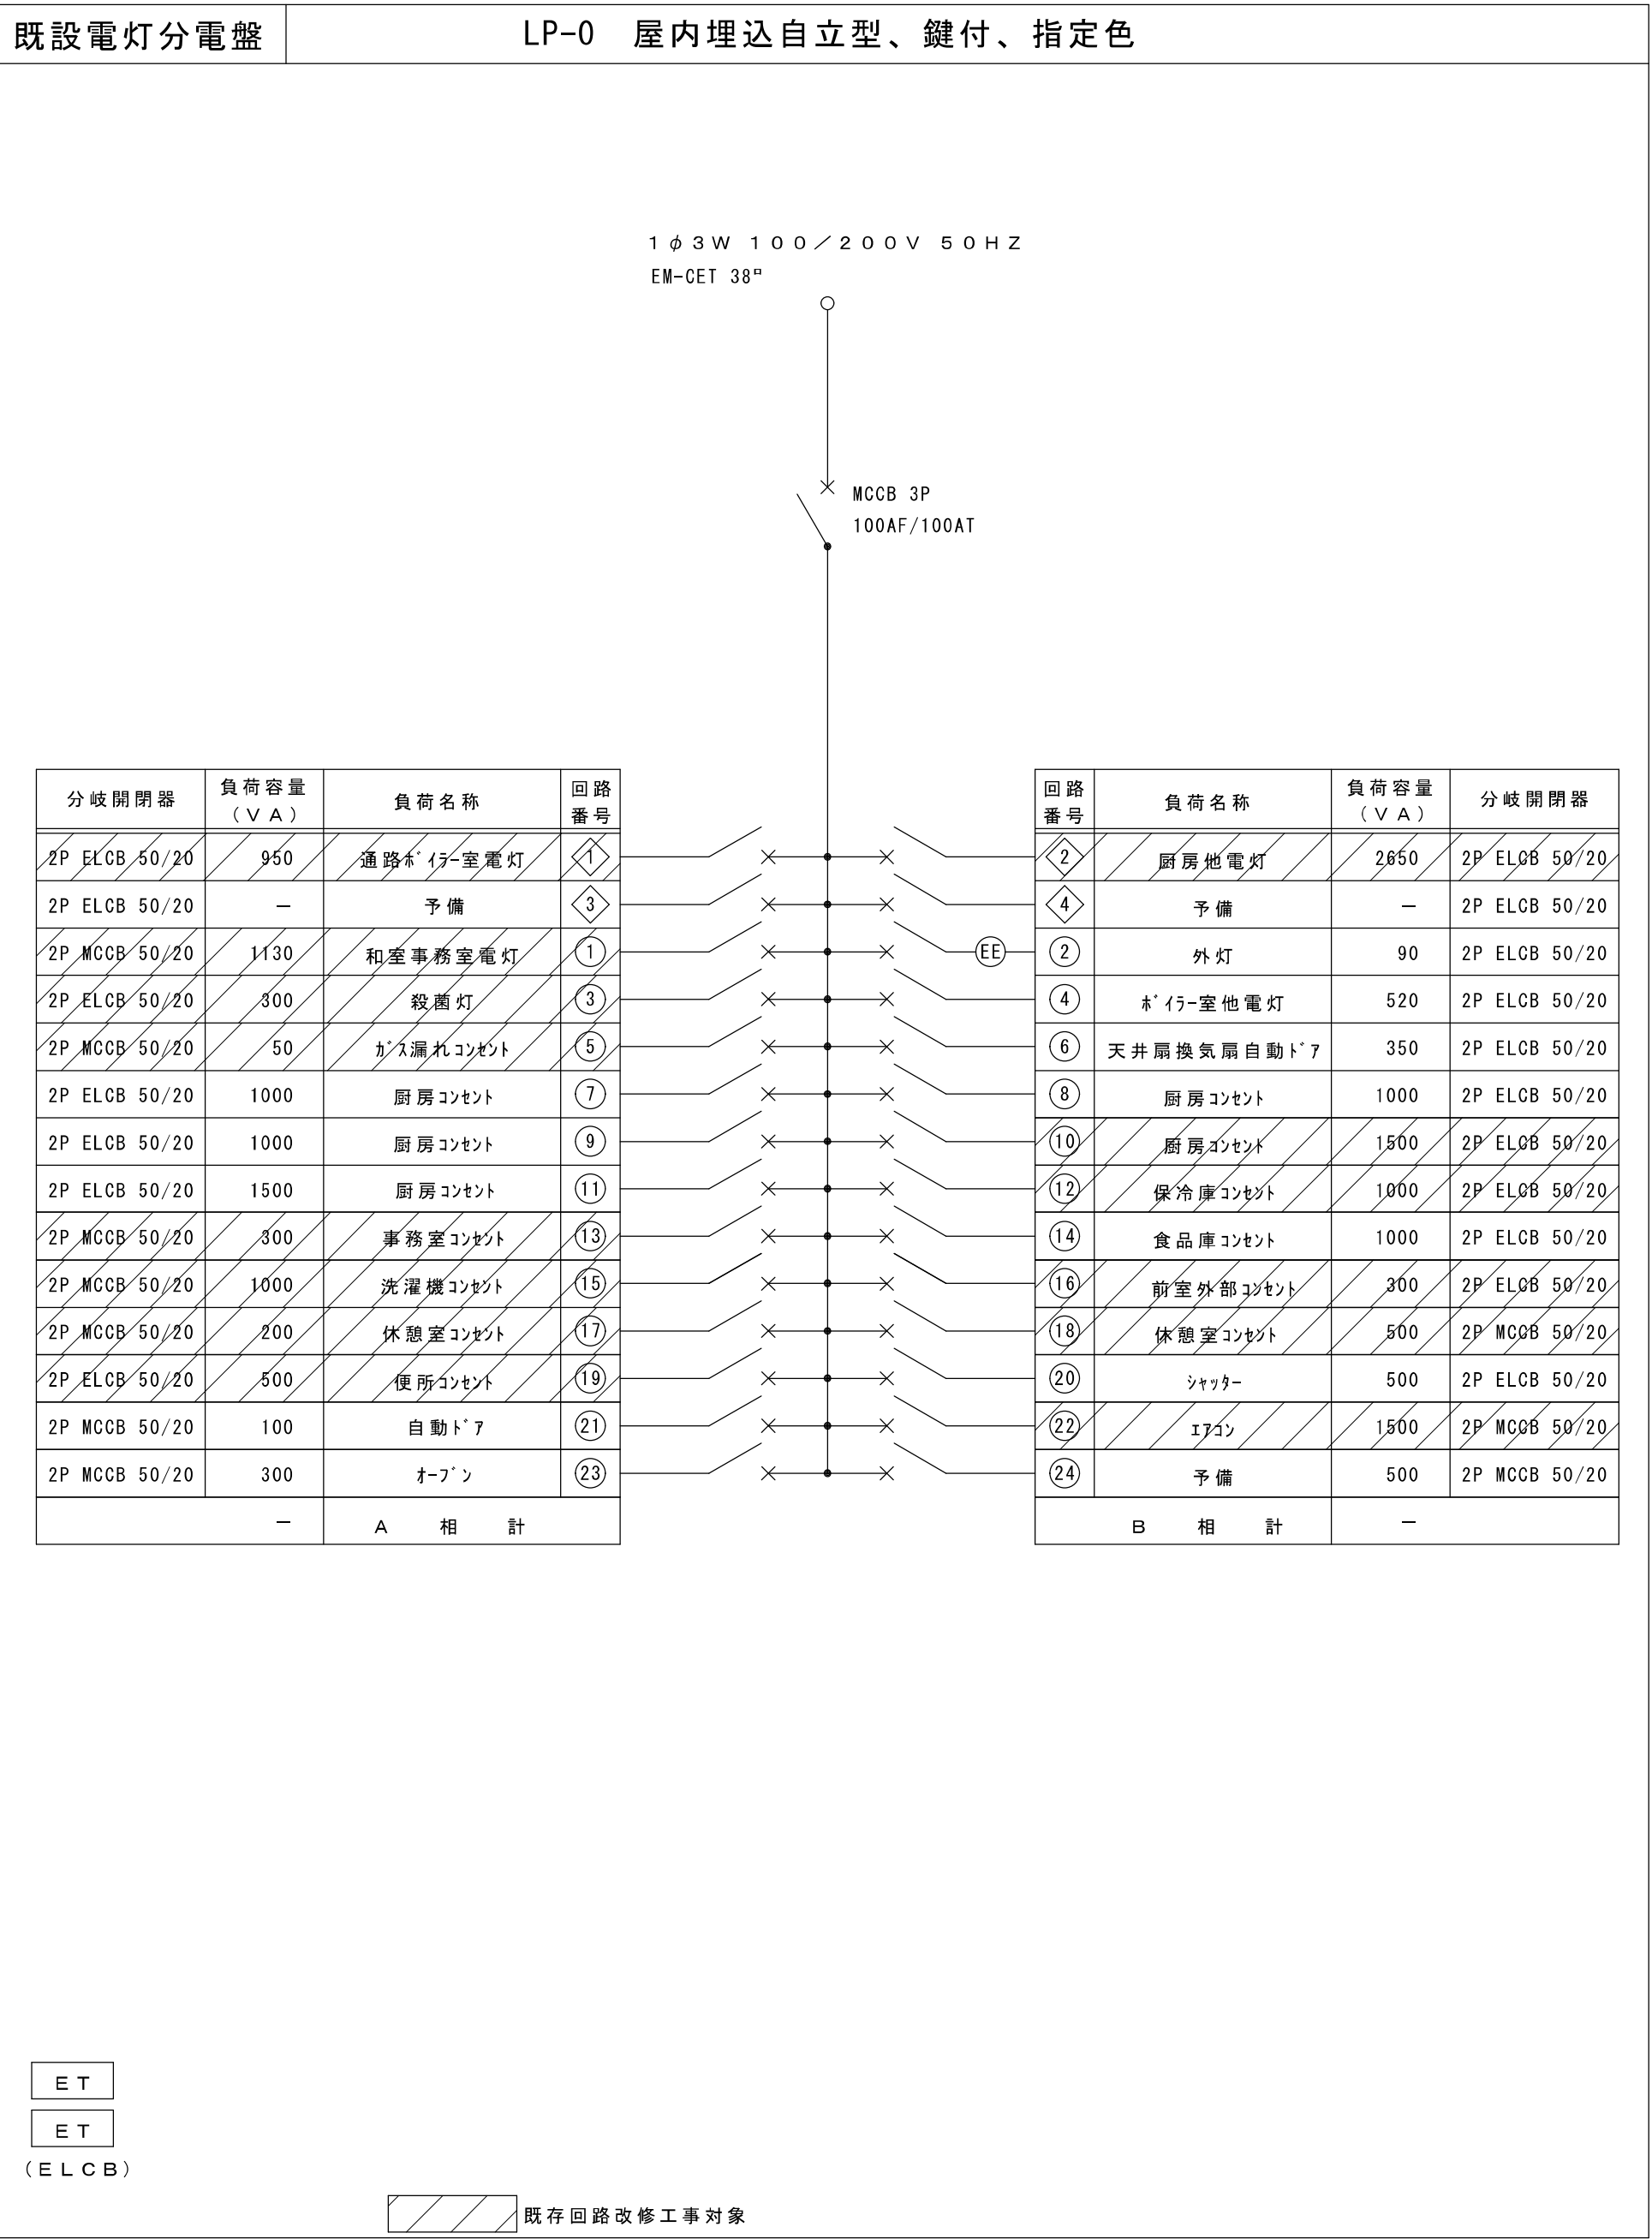 既設電灯分電盤 LP-0 屋内埋込自立型、鍵付、指定色
1φ3W 100／200V 50HZ
EM-CET 38㎜
MCCB 3P
100AF/100AT
分岐開閉器 負荷容量（VA） 負荷名称 回路番号
2P ELCB 50/20 950 通路ﾎﾞｲﾗｰ室電灯 1
2P ELCB 50/20 － 予備 3
2P MCCB 50/20 1130 和室事務室電灯 1
2P ELCB 50/20 300 殺菌灯 3
2P MCCB 50/20 50 ｶﾞｽ漏れｺﾝｾﾝﾄ 5
2P ELCB 50/20 1000 厨房ｺﾝｾﾝﾄ 7
2P ELCB 50/20 1000 厨房ｺﾝｾﾝﾄ 9
2P ELCB 50/20 1500 厨房ｺﾝｾﾝﾄ 11
2P MCCB 50/20 300 事務室ｺﾝｾﾝﾄ 13
2P MCCB 50/20 1000 洗濯機ｺﾝｾﾝﾄ 15
2P MCCB 50/20 200 休憩室ｺﾝｾﾝﾄ 17
2P ELCB 50/20 500 便所ｺﾝｾﾝﾄ 19
2P MCCB 50/20 100 自動ﾄﾞｱ 21
2P MCCB 50/20 300 ｵｰﾌﾞﾝ 23
－ A 相 計
回路番号 負荷名称 負荷容量（VA） 分岐開閉器
2 厨房他電灯 2650 2P ELCB 50/20
4 予備 － 2P ELCB 50/20
EE 2 外灯 90 2P ELCB 50/20
4 ﾎﾞｲﾗｰ室他電灯 520 2P ELCB 50/20
6 天井扇換気扇自動ﾄﾞｱ 350 2P ELCB 50/20
8 厨房ｺﾝｾﾝﾄ 1000 2P ELCB 50/20
10 厨房ｺﾝｾﾝﾄ 1500 2P ELCB 50/20
12 保冷庫ｺﾝｾﾝﾄ 1000 2P ELCB 50/20
14 食品庫ｺﾝｾﾝﾄ 1000 2P ELCB 50/20
16 前室外部ｺﾝｾﾝﾄ 300 2P ELCB 50/20
18 休憩室ｺﾝｾﾝﾄ 500 2P MCCB 50/20
20 ｼｬｯﾀｰ 500 2P ELCB 50/20
22 ｴｱｺﾝ 1500 2P MCCB 50/20
24 予備 500 2P MCCB 50/20
B 相 計 －
ET
ET
(ELCB)
既存回路改修工事対象